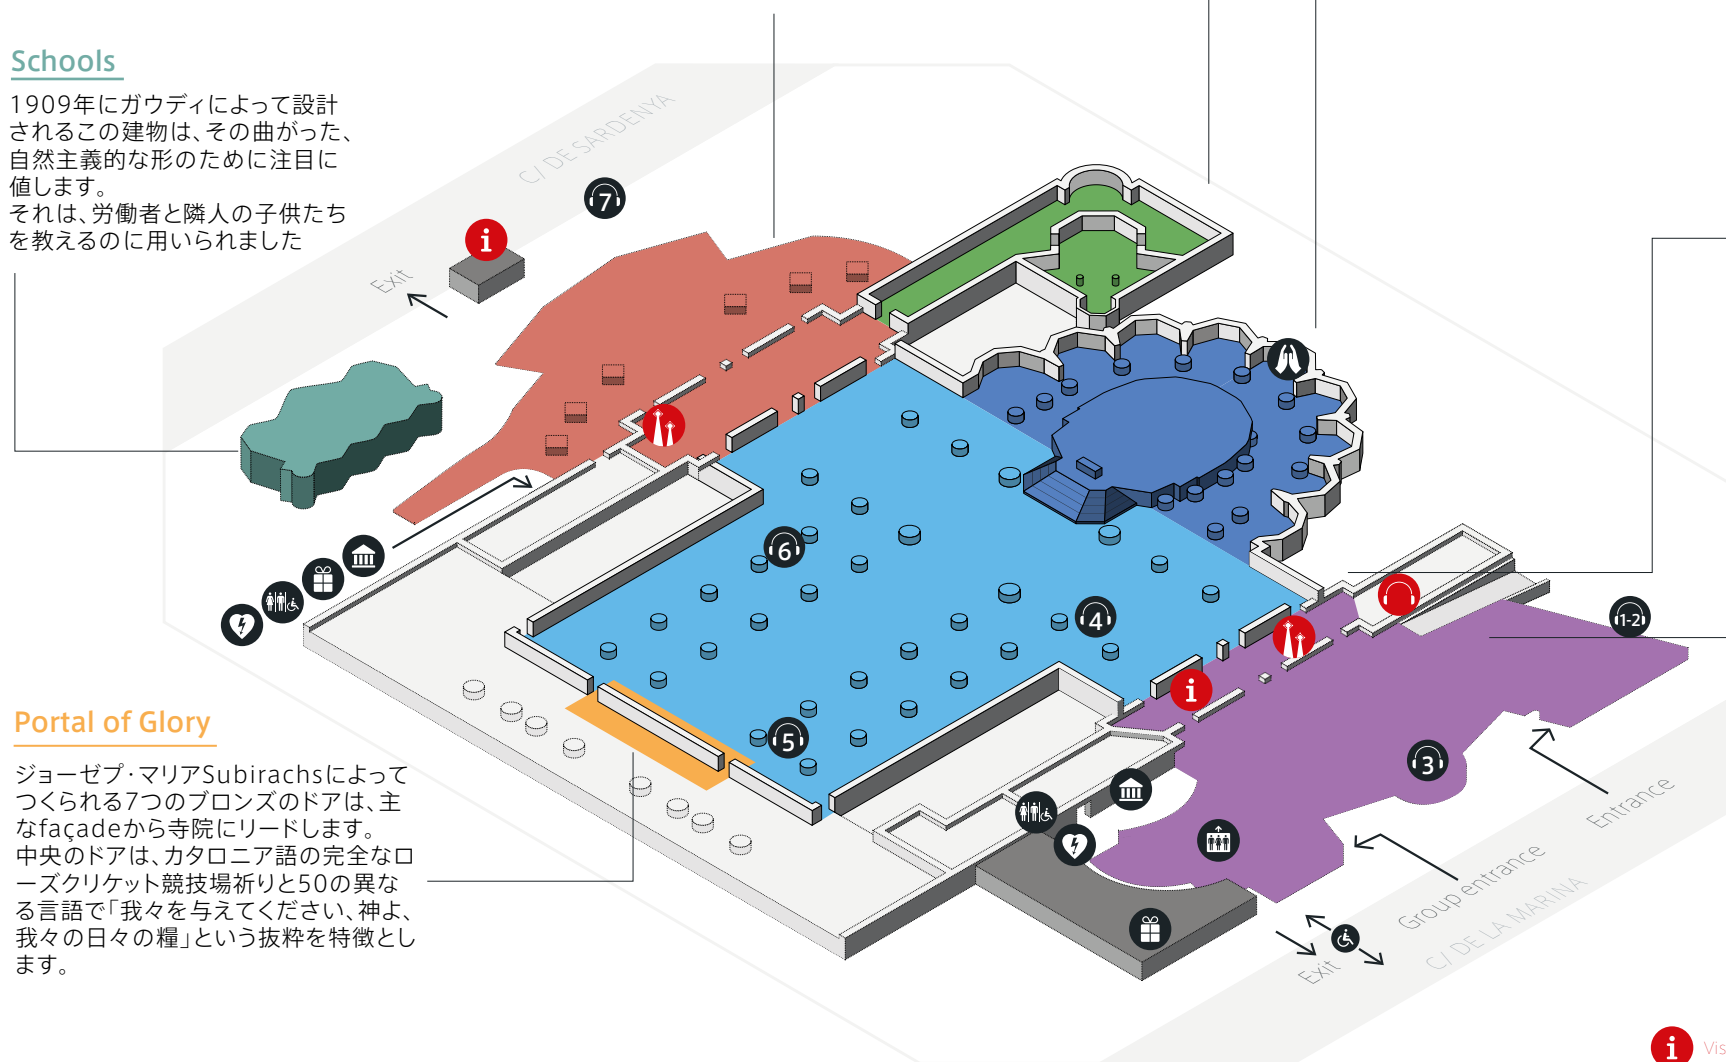 Schools
1909年にガウディによって設計
されるこの建物は、その曲がった、
自然主義的な形のために注目に
値します。
それは、労働者と隣人の子供たち
を教えるのに用いられました
C/ DE SARDENYA
7
i
Exit
6
4
1-2
i
5
3
Portal of Glory
ジョーゼプ・マリアSubirachsによって
つくられる7つのブロンズのドアは、主
なfaçadeから寺院にリードします。
中央のドアは、カタロニア語の完全なロ
ーズクリケット競技場祈りと50の異な
る言語で「我々を与えてください、神よ、
我々の日々の糧」という抜粋を特徴とし
ます。
Entrance
Group entrance
C/ DE LA MARINA
Exit
i Vis